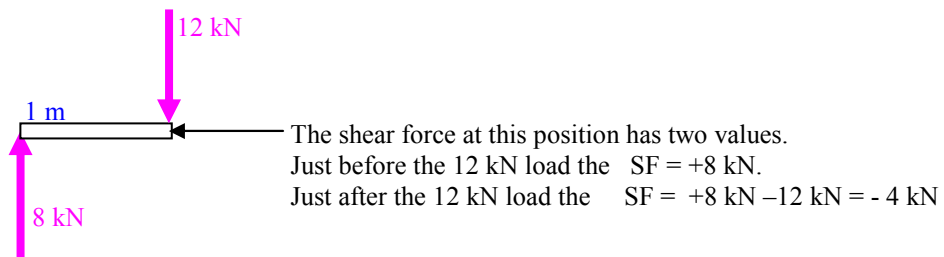 12 kN
1 m
The shear force at this position has two values.
Just before the 12 kN load the SF = +8 kN.
Just after the 12 kN load the SF = +8 kN –12 kN = - 4 kN
8 kN